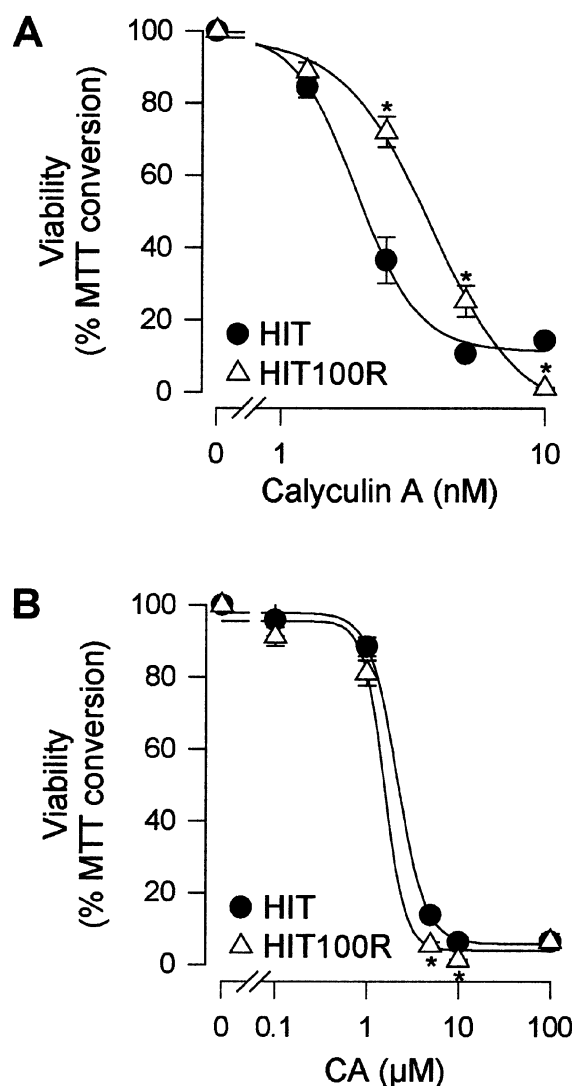 A
Viability
(% MTT conversion)
100
80
60
40
20
0
*
*
*
HIT
HIT100R
0 1 10
Calyculin A (nM)
B
Viability
(% MTT conversion)
100
80
60
40
20
0
HIT
HIT100R
* *
0 0.1 1 10 100
CA (µM)